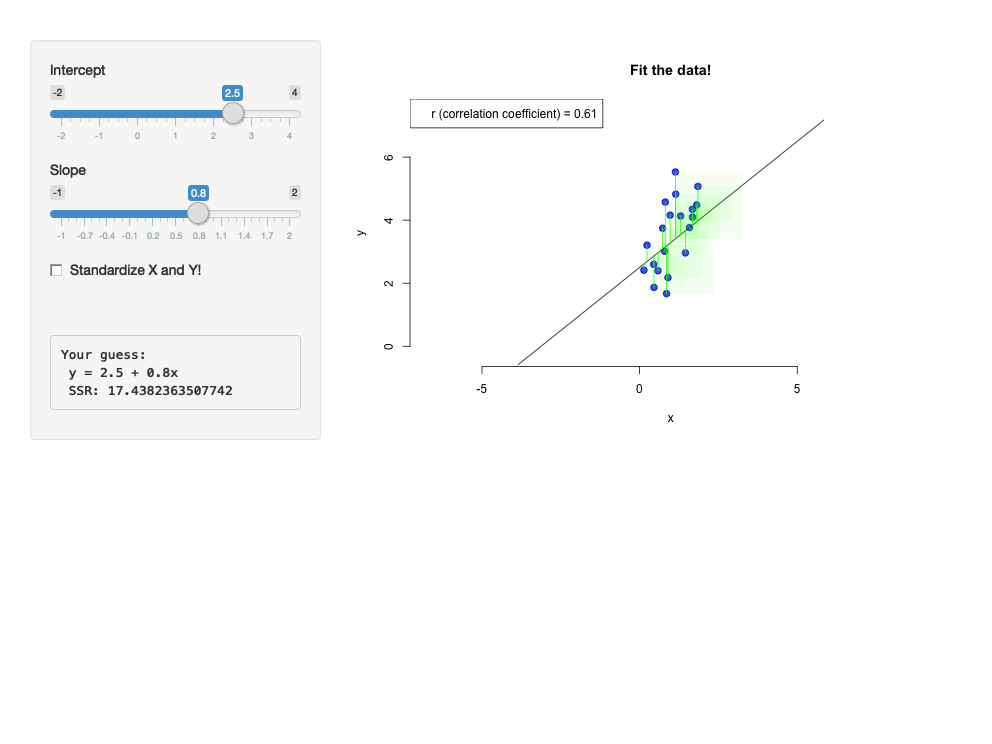 Intercept
-2 2.5 4
-2 -1 0 1 2 3 4
Slope
-1 0.8 2
-1 -0.7 -0.4 -0.1 0.2 0.5 0.8 1.1 1.4 1.7 2
Standardize X and Y!
Your guess:
y = 2.5 + 0.8x
SSR: 17.4382363507742
Fit the data!
r (correlation coefficient) = 0.61
6
4
2
0
y
-5 0 5
x